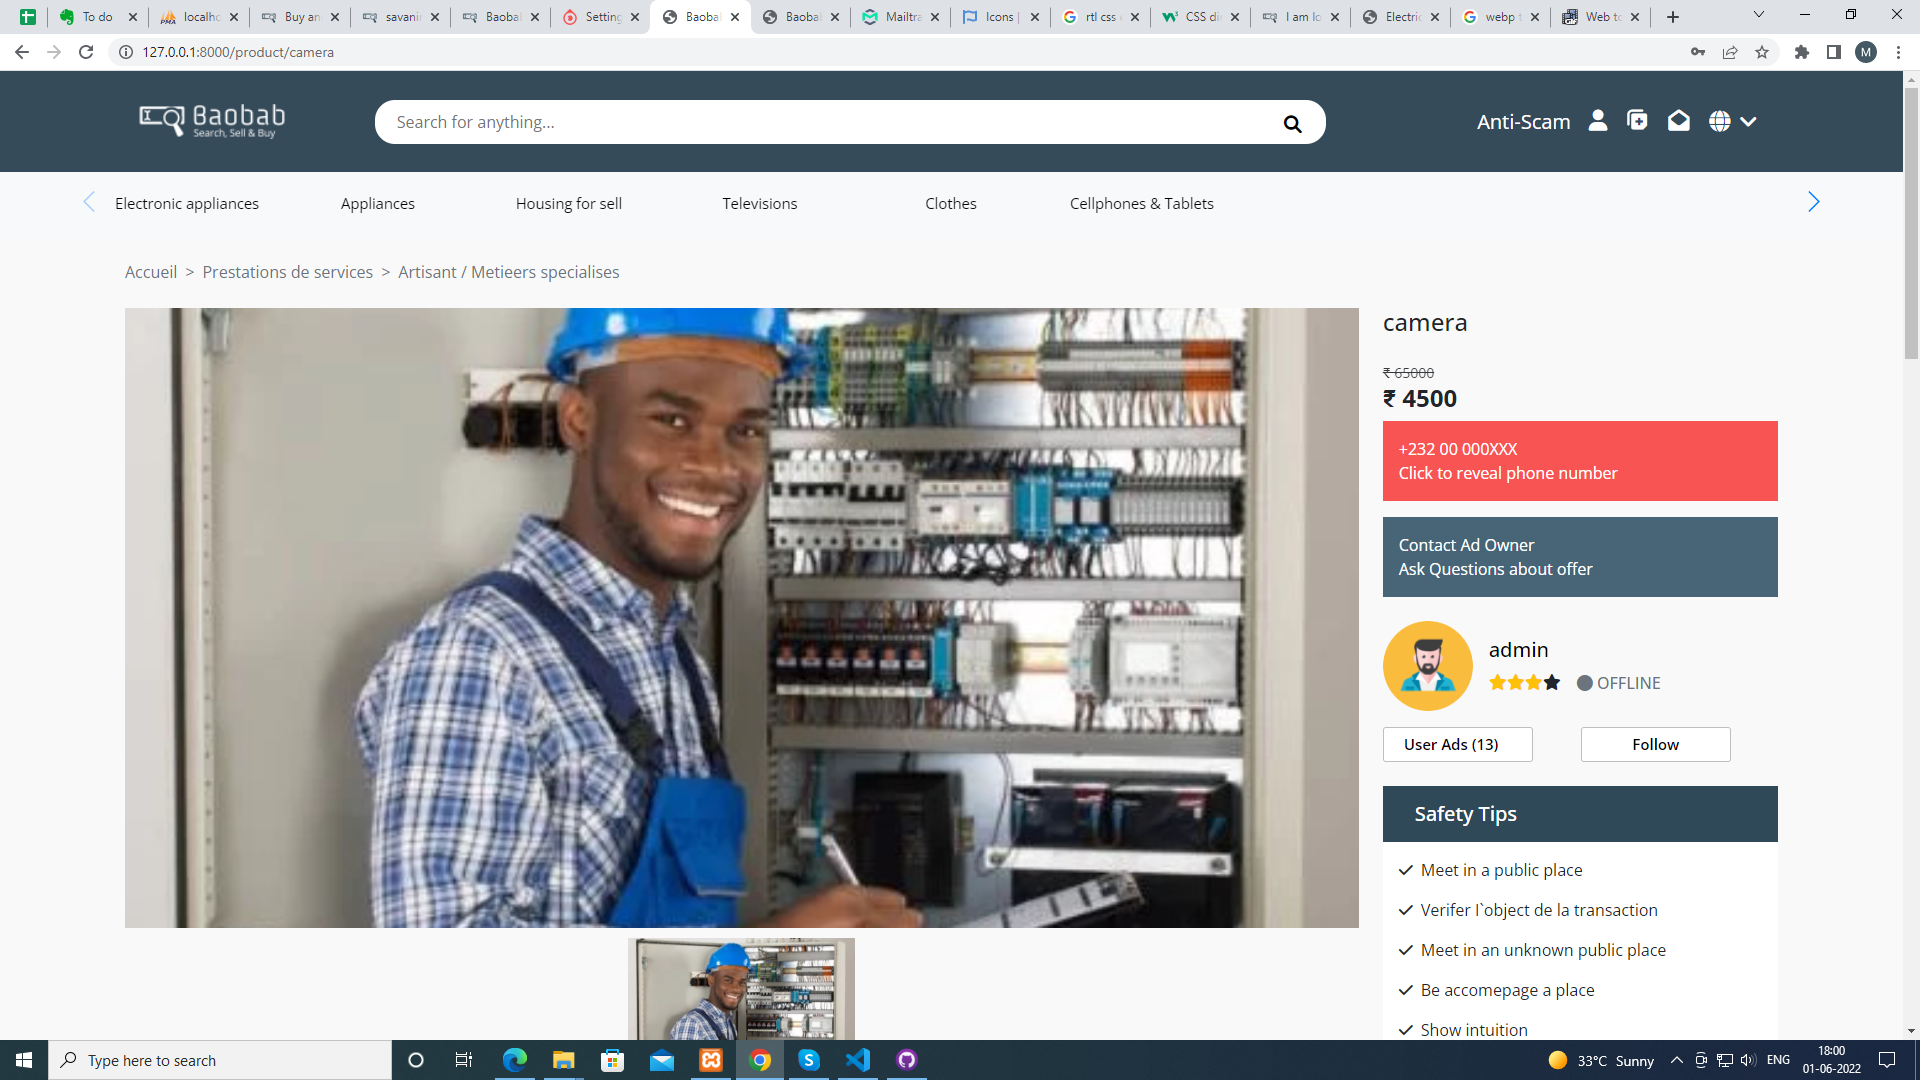 To do
localho
Buy an
savanir
Baobal
Setting
Baobal
Baobal
Mailtra
Icons |
rtl css
CSS di
I am lo
Electric
webp t
Web to
127.0.0.1:8000/product/camera
M
Baobab
Search, Sell & Buy
Search for anything...
Anti-Scam
Electronic appliances
Appliances
Housing for sell
Televisions
Clothes
Cellphones & Tablets
Accueil > Prestations de services > Artisant / Metieers specialises
camera
₹ 65000
₹ 4500
+232 00 000XXX
Click to reveal phone number
Contact Ad Owner
Ask Questions about offer
admin
OFFLINE
User Ads (13)
Follow
Safety Tips
Meet in a public place
Verifer l`object de la transaction
Meet in an unknown public place
Be accomepage a place
Show intuition
Type here to search
33°C Sunny
ENG
18:00
01-06-2022